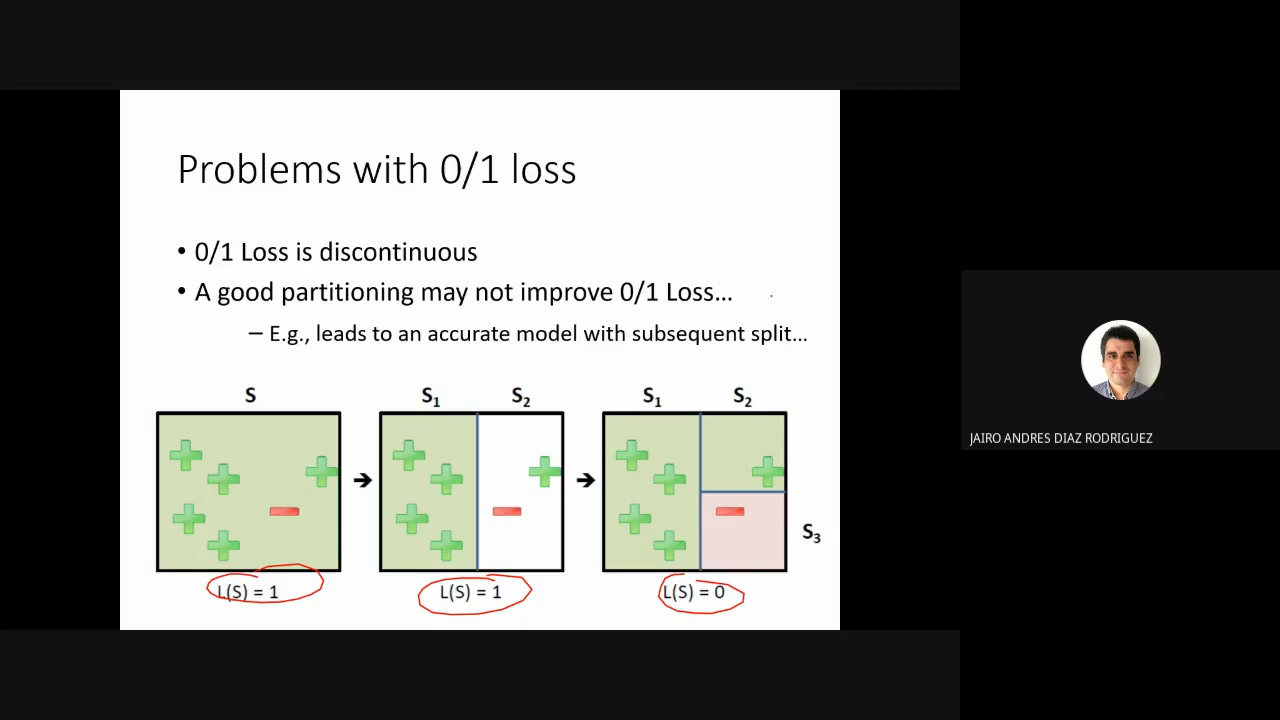 Problems with 0/1 loss
• 0/1 Loss is discontinuous
• A good partitioning may not improve 0/1 Loss…
– E.g., leads to an accurate model with subsequent split…
S S₁ S₂ S₁ S₂
S₃
L(S) = 1 L(S) = 1 L(S) = 0
JAIRO ANDRES DIAZ RODRIGUEZ